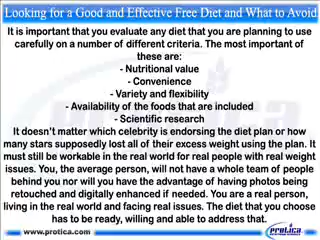 Looking for a Good and Effective Free Diet and What to Avoid
It is important that you evaluate any diet that you are planning to use
carefully on a number of different criteria. The most important of
these are:
- Nutritional value
- Convenience
- Variety and flexibility
- Availability of the foods that are included
- Scientific research
It doesn't matter which celebrity is endorsing the diet plan or how
many stars supposedly lost all of their excess weight using the plan. It
must still be workable in the real world for real people with real weight
issues. You, the average person, will not have a whole team of people
behind you nor will you have the advantage of having photos being
retouched and digitally enhanced if needed. You are a real person,
living in the real world and facing real issues. The diet that you choose
has to be ready, willing and able to address that.
www.protica.com
protica